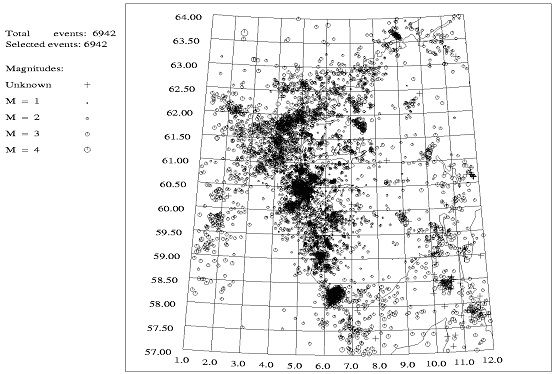 Total events: 6942
Selected events: 6942
Magnitudes:
Unknown +
M = 1
M = 2
M = 3
M = 4
64.00
63.50
63.00
62.50
62.00
61.50
61.00
60.50
60.00
59.50
59.00
58.50
58.00
57.50
57.00
1.0 2.0 3.0 4.0 5.0 6.0 7.0 8.0 9.0 10.0 11.0 12.0